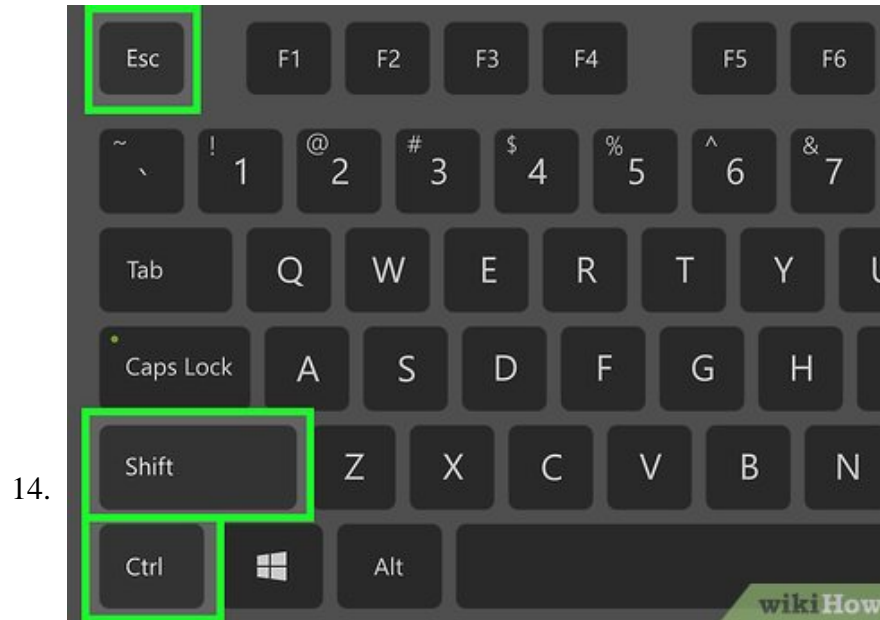 Esc F1 F2 F3 F4 F5 F6
~ ` ! 1 @ 2 # 3 $ 4 % 5 ^ 6 & 7
Tab Q W E R T Y
Caps Lock A S D F G H
Shift Z X C V B N
14.
Ctrl Alt
wikiHow